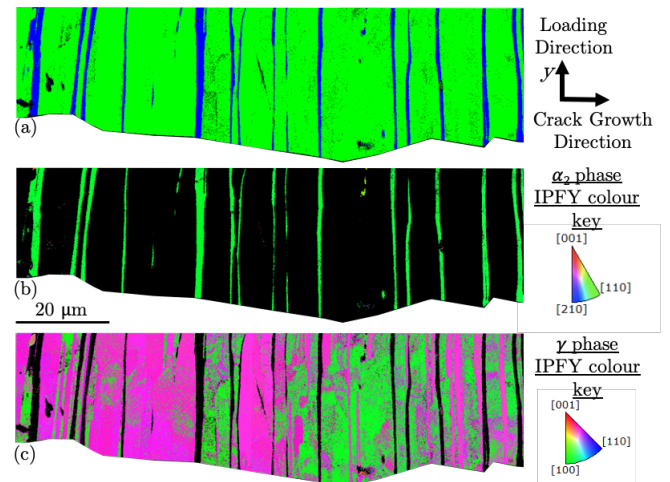 Loading
Direction
y
Crack Growth
Direction
(a)
α₂ phase
IPFY colour
key
[001]
[110]
[210]
(b)
20 µm
γ phase
IPFY colour
key
[001]
[110]
[100]
(c)